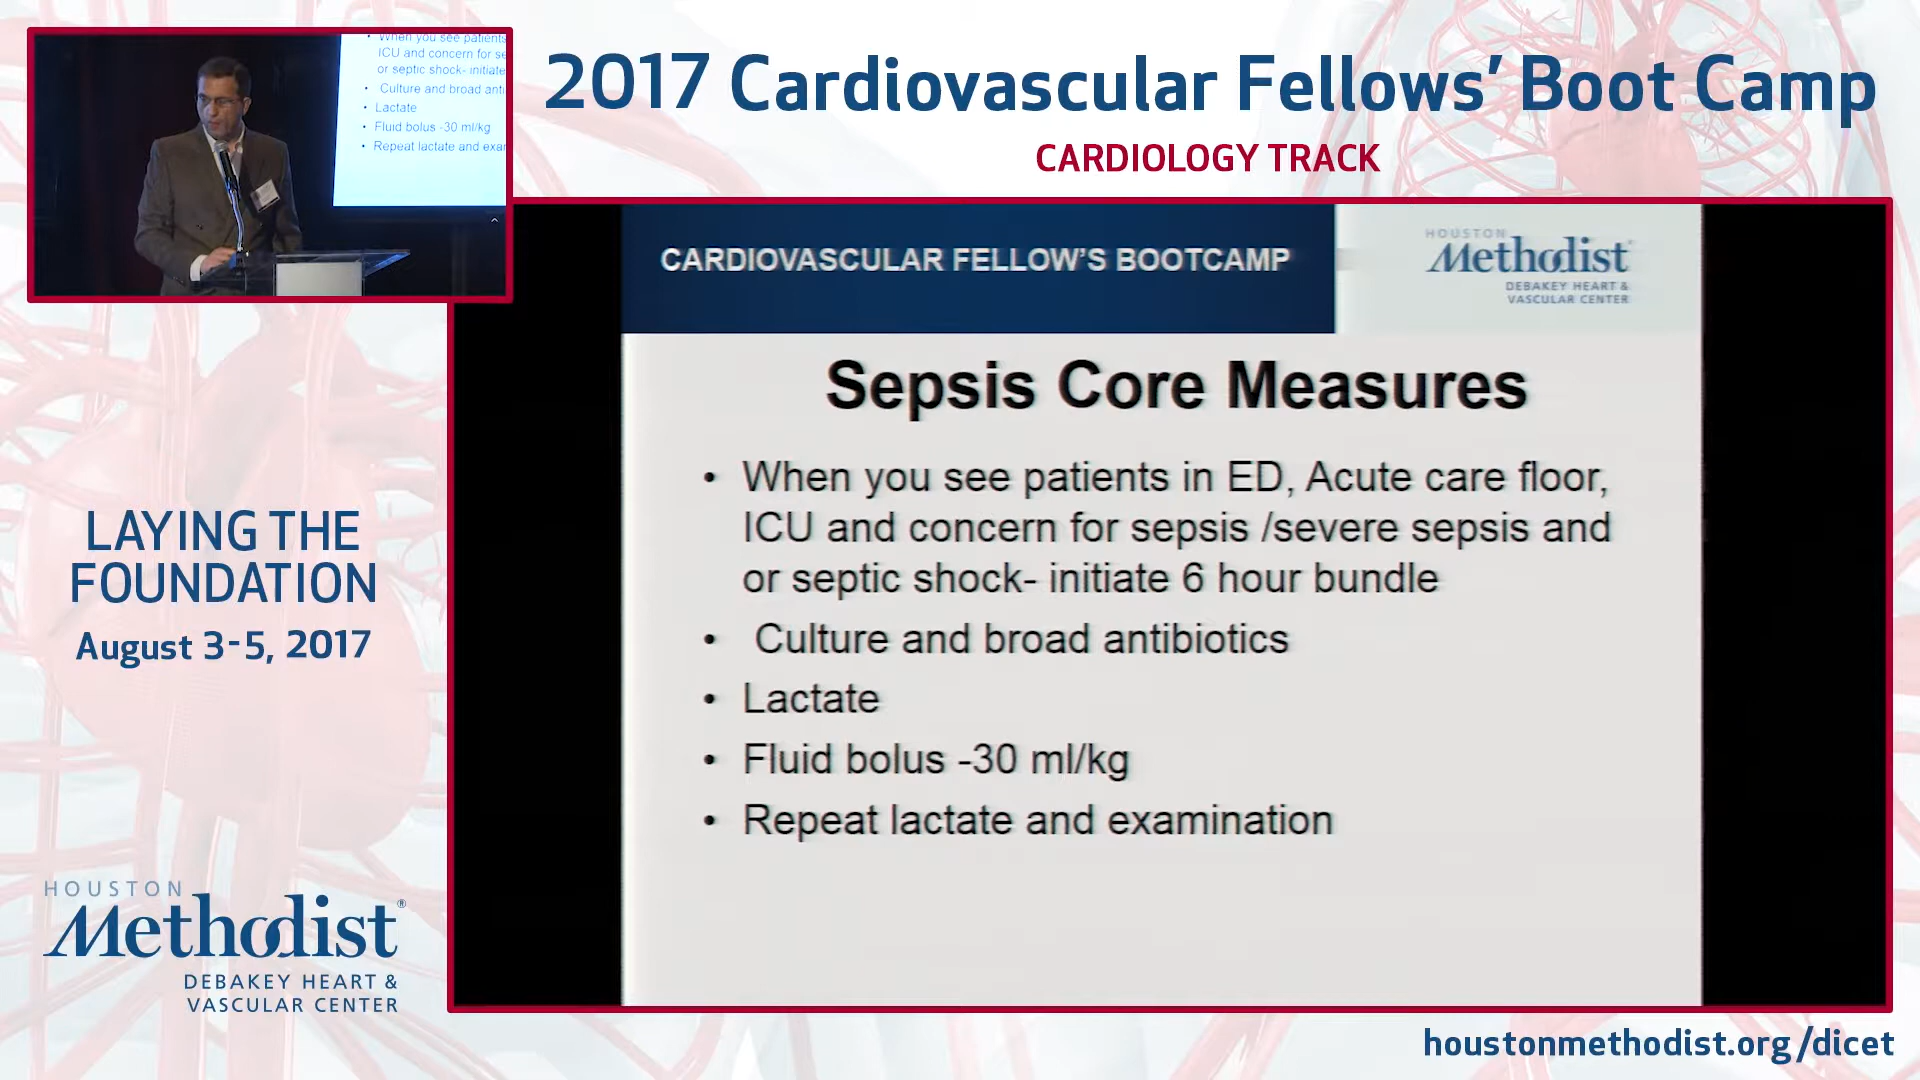 When you see patients
ICU and concern for se
or septic shock- initiate
• Culture and broad anti
• Lactate
• Fluid bolus -30 ml/kg
• Repeat lactate and exa
2017 Cardiovascular Fellows’ Boot Camp
CARDIOLOGY TRACK
CARDIOVASCULAR FELLOW'S BOOTCAMP
HOUSTON
Methodist
DEBAKEY HEART &
VASCULAR CENTER
Sepsis Core Measures
• When you see patients in ED, Acute care floor,
ICU and concern for sepsis /severe sepsis and
or septic shock- initiate 6 hour bundle
• Culture and broad antibiotics
• Lactate
• Fluid bolus -30 ml/kg
• Repeat lactate and examination
LAYING THE
FOUNDATION
August 3-5, 2017
HOUSTON
Methodist®
DEBAKEY HEART &
VASCULAR CENTER
houstonmethodist.org/dicet